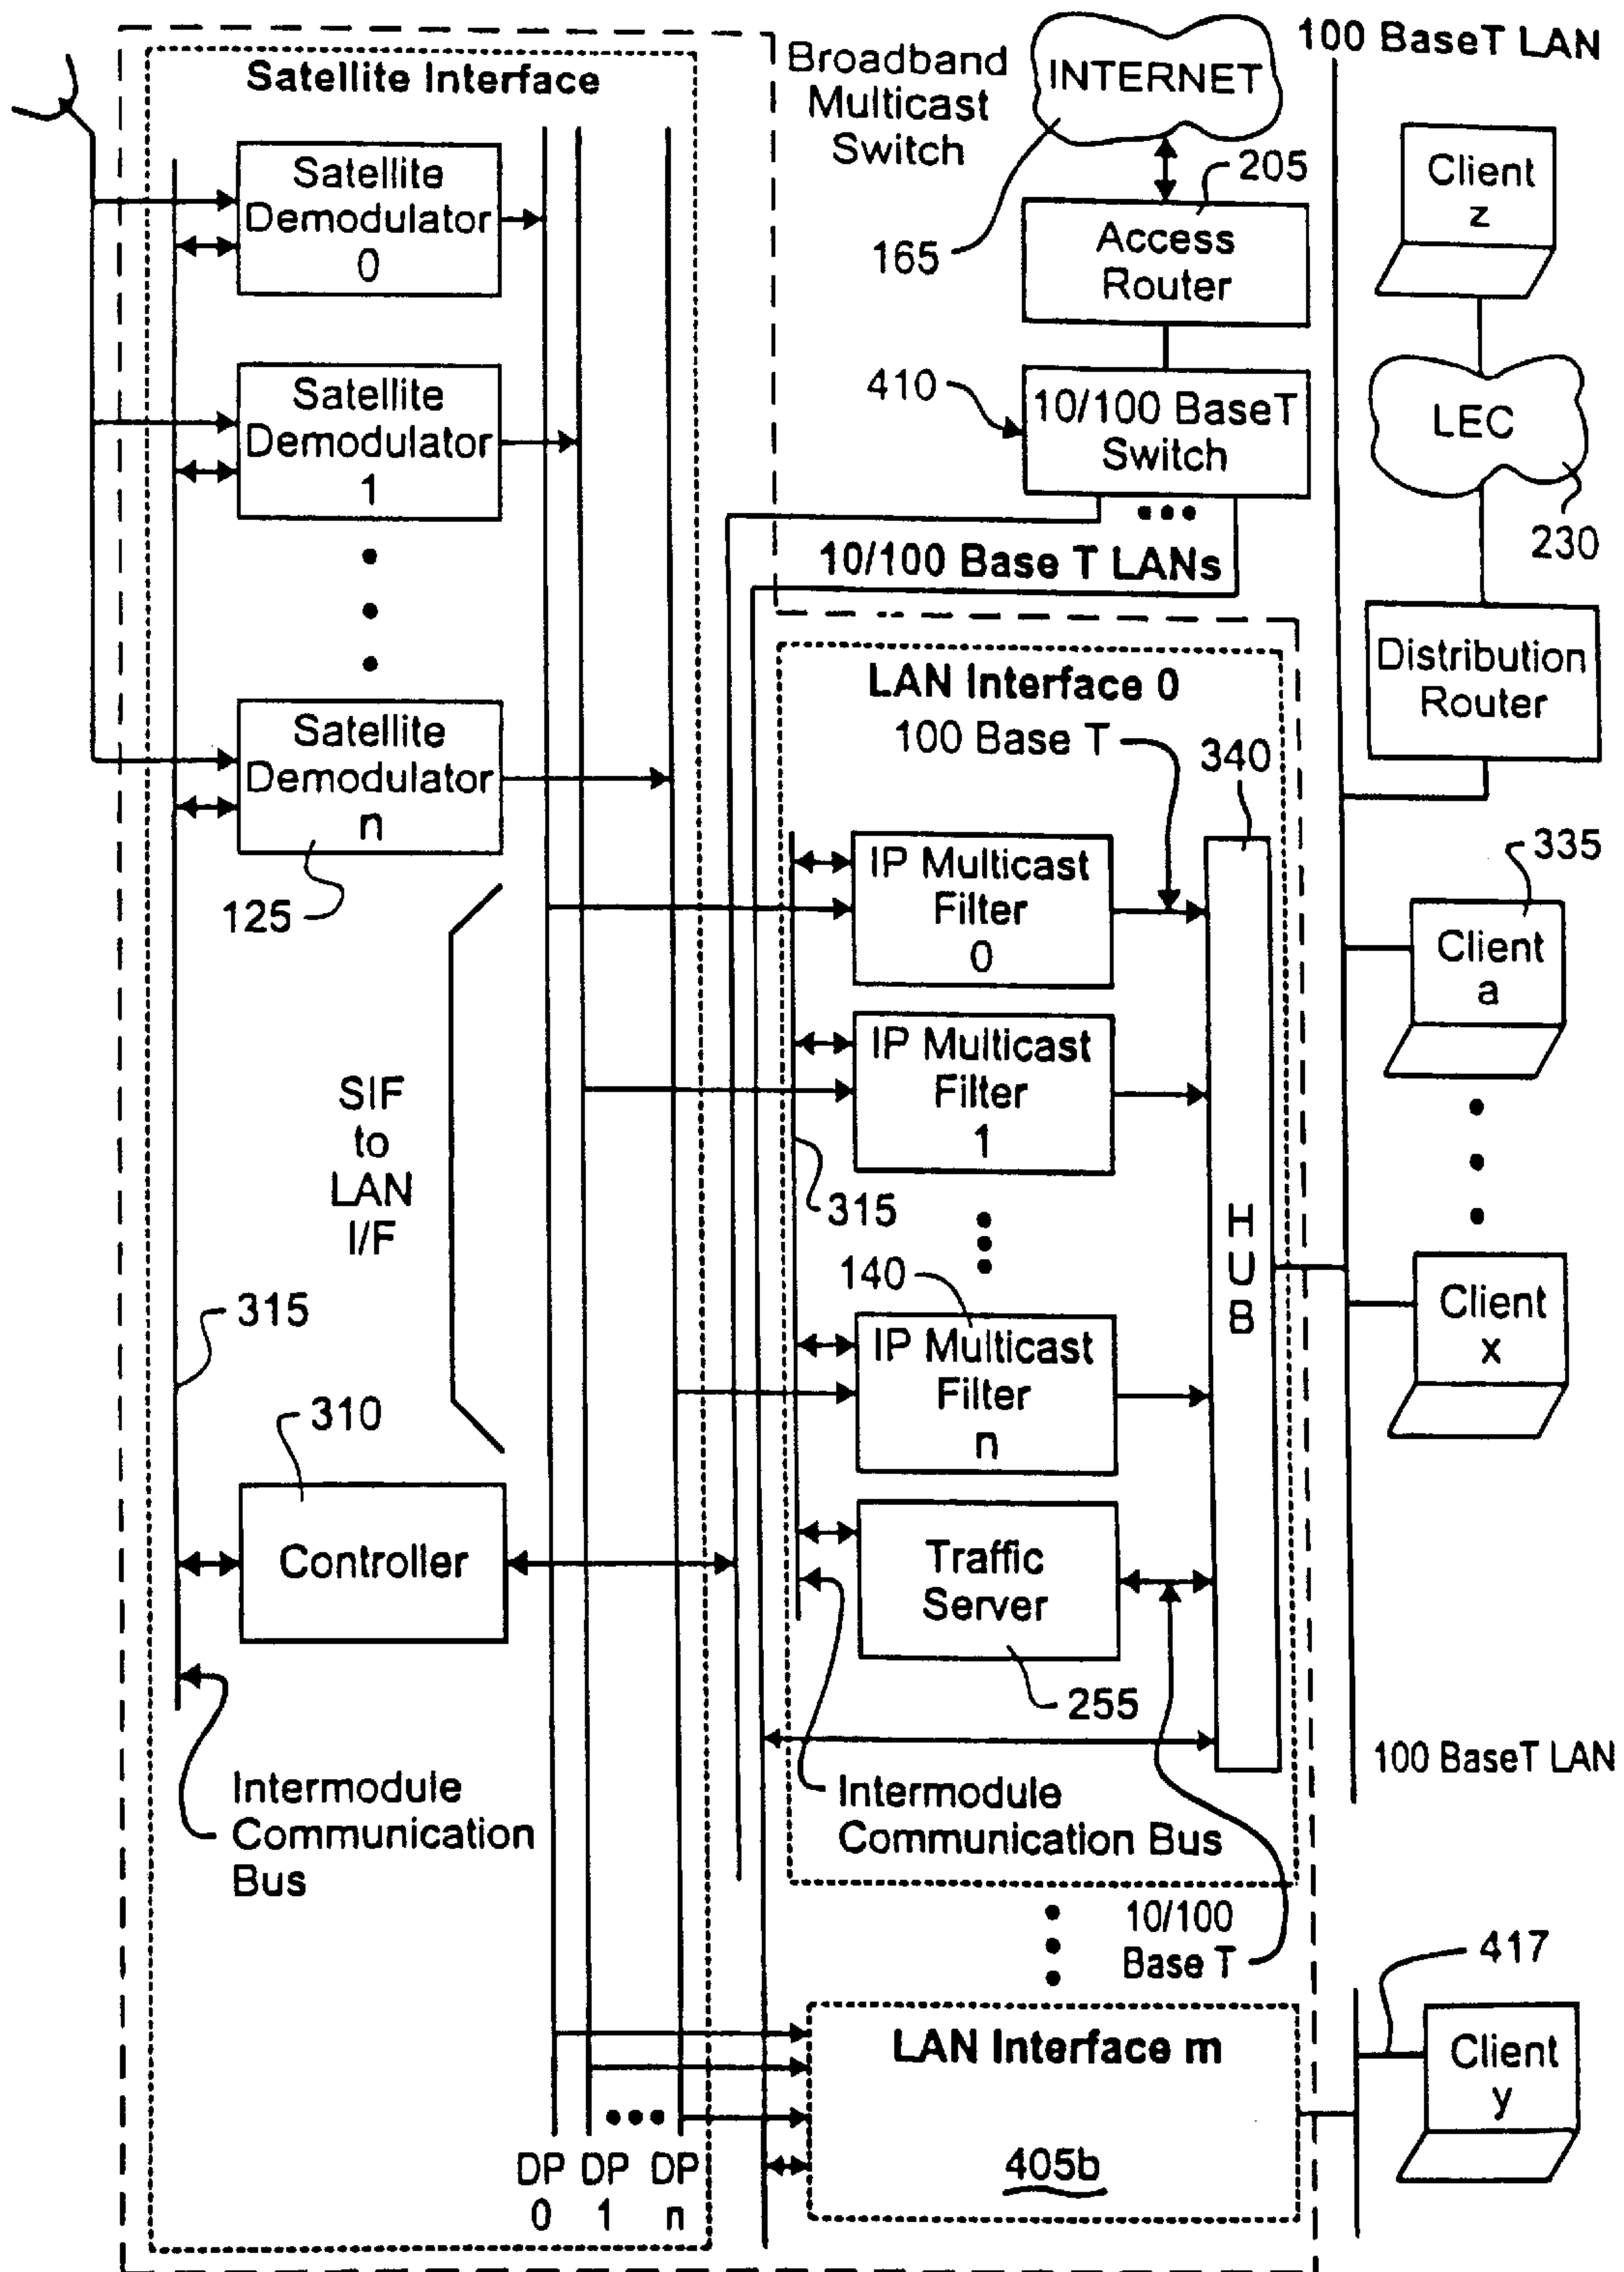 Satellite Interface
Satellite
Demodulator
0
Satellite
Demodulator
1
Satellite
Demodulator
n
125
SIF
to
LAN
I/F
315
310
Controller
Intermodule
Communication
Bus
DP DP DP
0 1 n
Broadband
Multicast
Switch
INTERNET
165
205
Access
Router
410
10/100 BaseT
Switch
10/100 Base T LANs
LAN Interface 0
100 Base T
340
IP Multicast
Filter
0
IP Multicast
Filter
1
315
140
IP Multicast
Filter
n
Traffic
Server
255
H
U
B
Intermodule
Communication Bus
10/100
Base T
LAN Interface m
405b
100 BaseT LAN
Client
z
LEC
230
Distribution
Router
335
Client
a
Client
x
100 BaseT LAN
417
Client
y